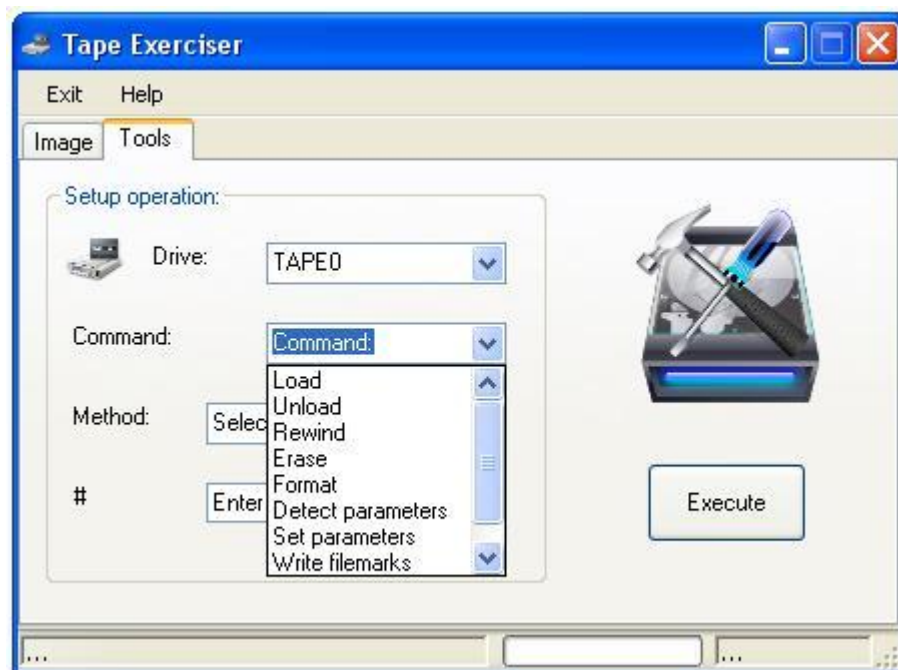 Tape Exerciser
Exit Help
Image Tools
Setup operation:
Drive: TAPE0
Command: Command:
Load
Unload
Rewind
Erase
Format
Detect parameters
Set parameters
Write filemarks
Method: Selec
# Enter
Execute
...
...